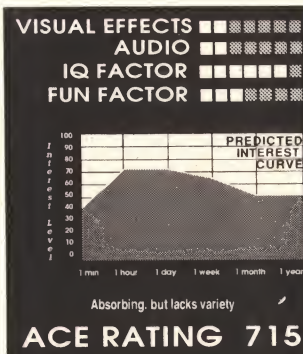 VISUAL EFFECTS
AUDIO
IQ FACTOR
FUN FACTOR
PREDICTED
INTEREST
CURVE
Interest Level
100
90
80
70
60
50
40
30
20
10
0
1 min 1 hour 1 day 1 week 1 month 1 year
Absorbing. but lacks variety
ACE RATING 715